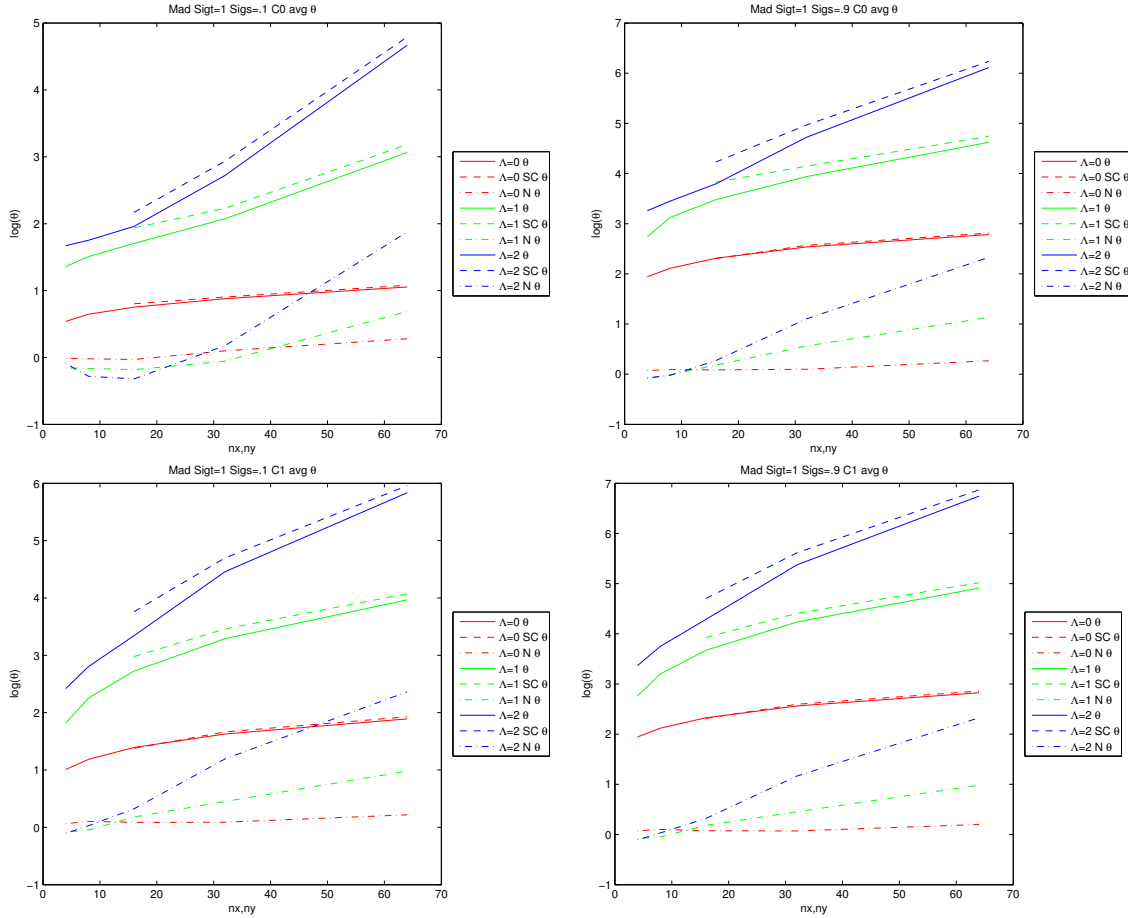 Mad Sigt=1 Sigs=.1 C0 avg θ
5
4
3
2
1
0
−1
log(θ)
0 10 20 30 40 50 60 70
nx,ny
Λ=0 θ
Λ=0 SC θ
Λ=0 N θ
Λ=1 θ
Λ=1 SC θ
Λ=1 N θ
Λ=2 θ
Λ=2 SC θ
Λ=2 N θ
Mad Sigt=1 Sigs=.9 C0 avg θ
7
6
5
4
3
2
1
0
−1
log(θ)
0 10 20 30 40 50 60 70
nx,ny
Λ=0 θ
Λ=0 SC θ
Λ=0 N θ
Λ=1 θ
Λ=1 SC θ
Λ=1 N θ
Λ=2 θ
Λ=2 SC θ
Λ=2 N θ
Mad Sigt=1 Sigs=.1 C1 avg θ
6
5
4
3
2
1
0
−1
log(θ)
0 10 20 30 40 50 60 70
nx,ny
Λ=0 θ
Λ=0 SC θ
Λ=0 N θ
Λ=1 θ
Λ=1 SC θ
Λ=1 N θ
Λ=2 θ
Λ=2 SC θ
Λ=2 N θ
Mad Sigt=1 Sigs=.9 C1 avg θ
7
6
5
4
3
2
1
0
−1
log(θ)
0 10 20 30 40 50 60 70
nx,ny
Λ=0 θ
Λ=0 SC θ
Λ=0 N θ
Λ=1 θ
Λ=1 SC θ
Λ=1 N θ
Λ=2 θ
Λ=2 SC θ
Λ=2 N θ